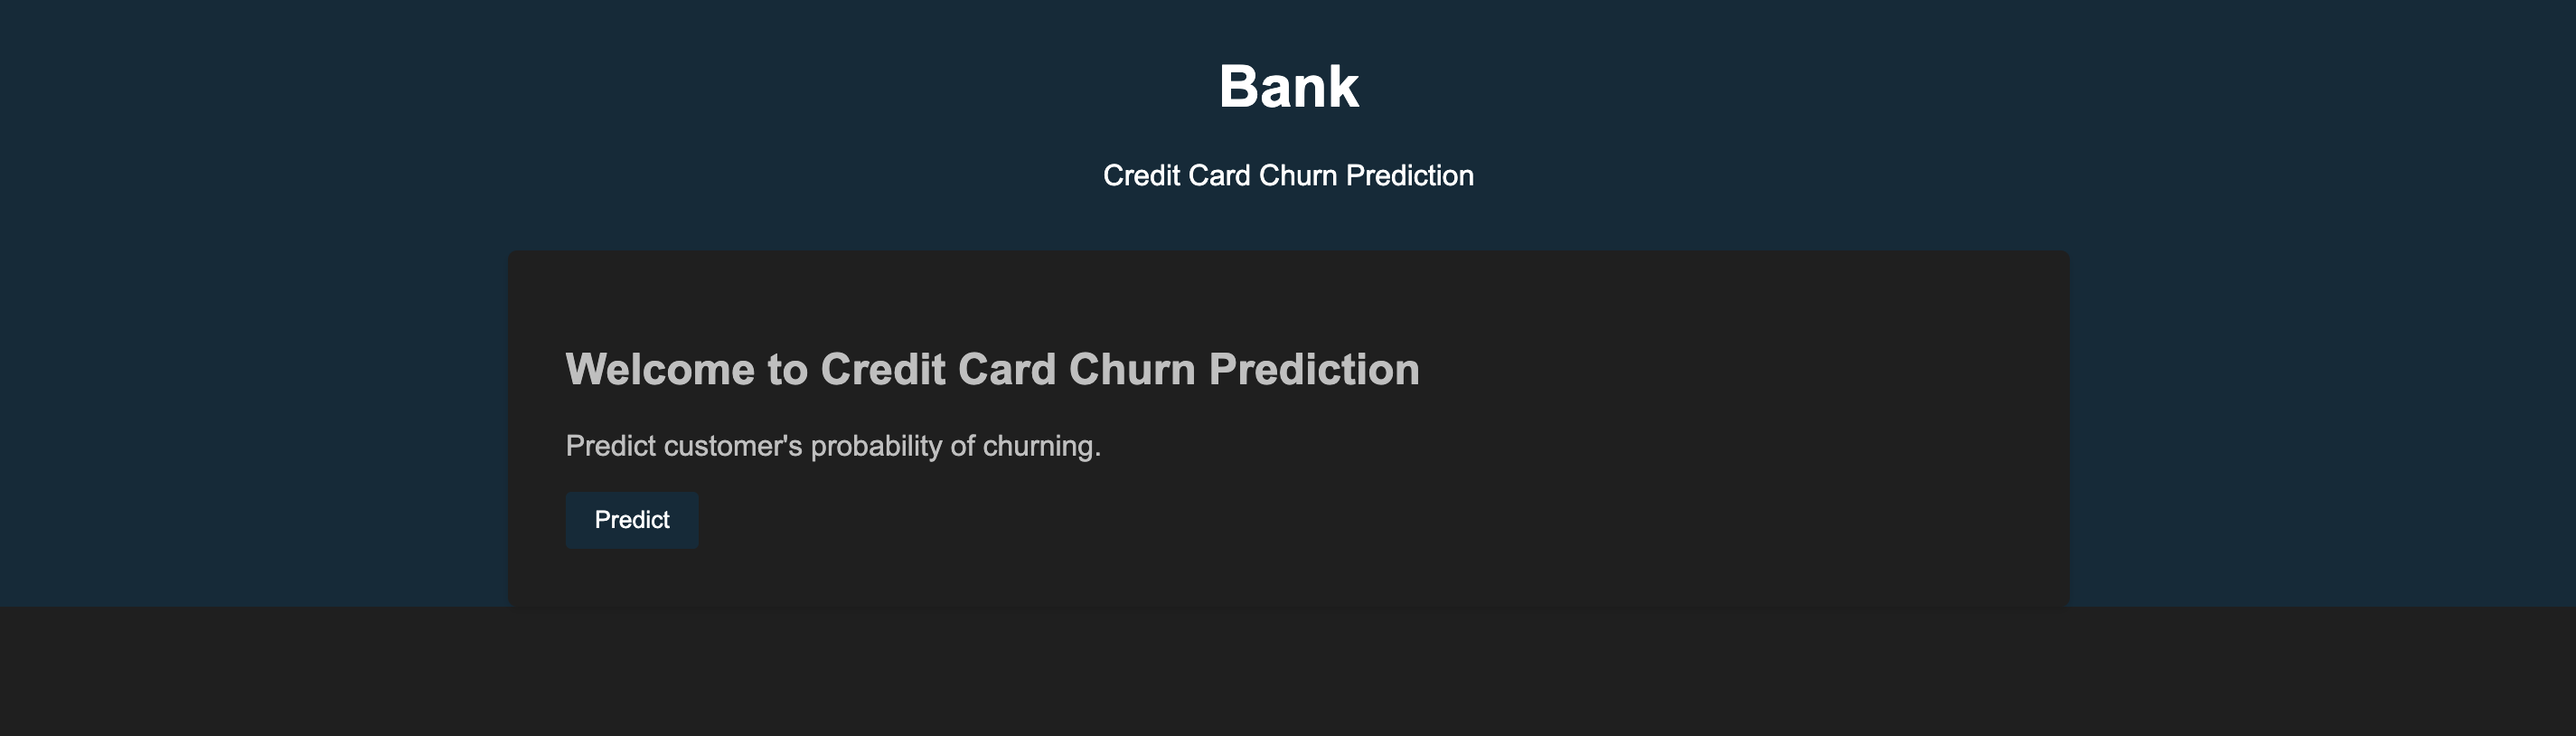 Bank
Credit Card Churn Prediction
Welcome to Credit Card Churn Prediction
Predict customer's probability of churning.
Predict